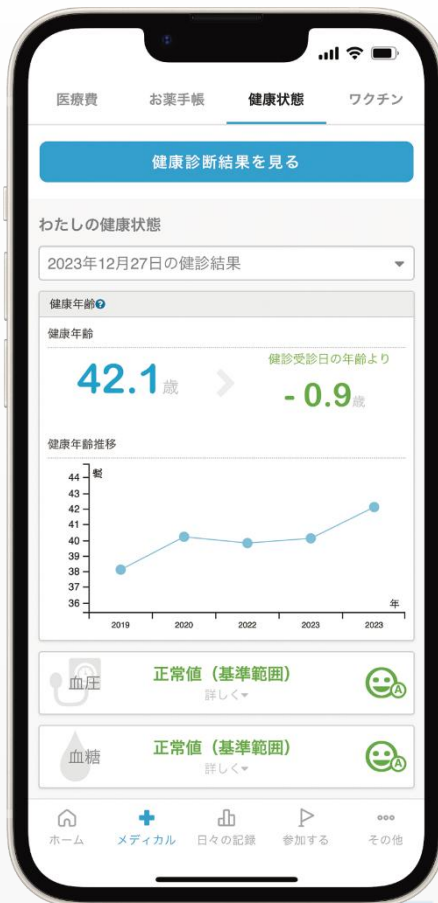 医療費 お薬手帳 健康状態 ワクチン
健康診断結果を見る
わたしの健康状態
2023年12月27日の健診結果
健康年齢?
健康年齢
健診受診日の年齢より
42.1歳 - 0.9歳
健康年齢推移
歳
44
43
42
41
40
39
38
37
36
年
2019 2020 2022 2023 2023
血圧 正常値（基準範囲） A
詳しく
血糖 正常値（基準範囲） A
詳しく
ホーム メディカル 日々の記録 参加する その他